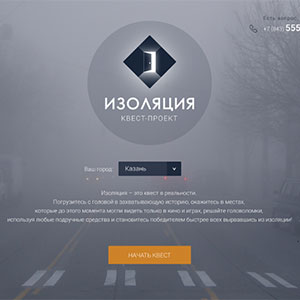 Есть вопрос
+7 (843) 555
ИЗОЛЯЦИЯ
КВЕСТ-ПРОЕКТ
Ваш город: Казань
Изоляция – это квест в реальности.
Погрузитесь с головой в захватывающую историю, окажитесь в местах,
которые до этого момента могли видеть только в кино и играх, решайте головоломки,
используя любые подручные средства и становитесь победителями быстрее всех вырвавшись из изоляции!
НАЧАТЬ КВЕСТ